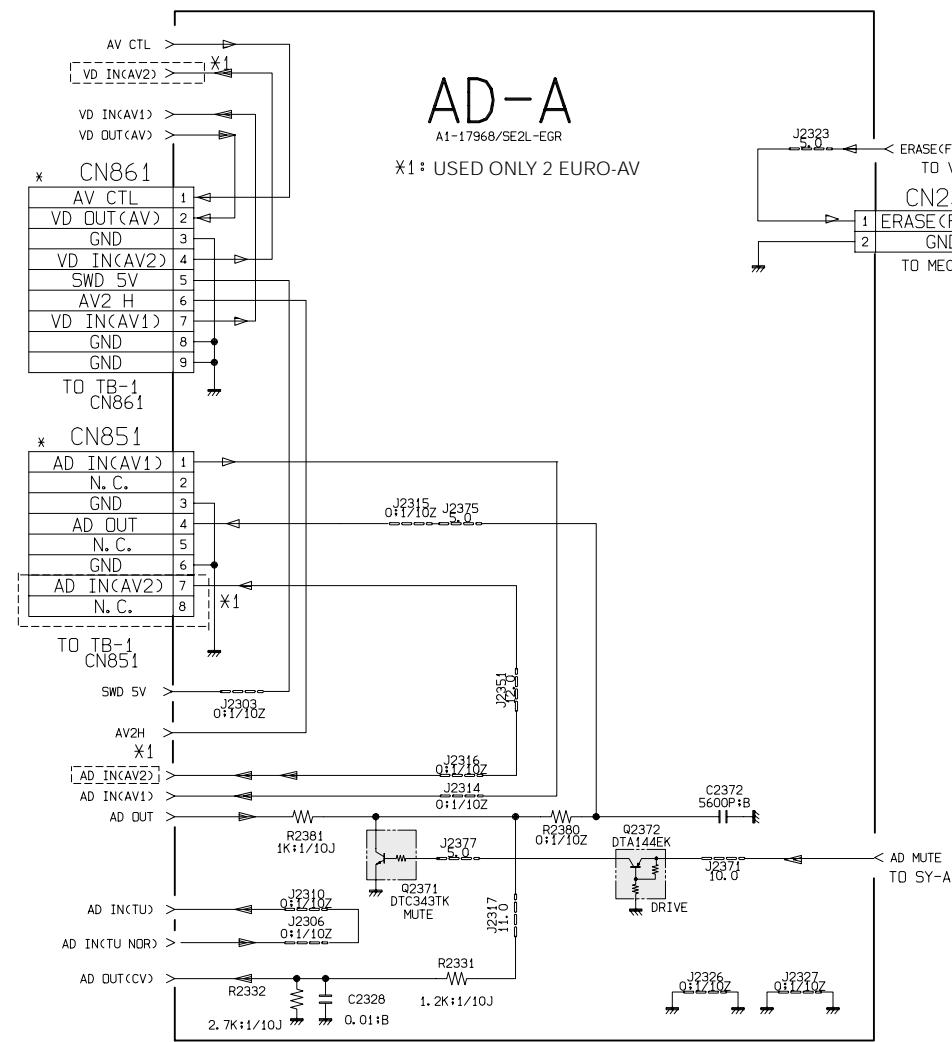 AV CTL
VD IN(AV2)
*1
VD IN(AV1)
VD OUT(AV)
AD-A
A1-17968/SE2L-EGR
*1: USED ONLY 2 EURO-AV
* CN861
AV CTL 1
VD OUT(AV) 2
GND 3
VD IN(AV2) 4
SWD 5V 5
AV2 H 6
VD IN(AV1) 7
GND 8
GND 9
TO TB-1
CN861
J2323
5.0
ERASE(F
TO
CN2
1 ERASE(F
2 GND
TO MEC
* CN851
AD IN(AV1) 1
N.C. 2
GND 3
AD OUT 4
N.C. 5
GND 6
AD IN(AV2) 7
N.C. 8
*1
TO TB-1
CN851
J2315
0:1/10Z
J2375
5.0
J2351
12.0
SWD 5V
J2303
0:1/10Z
AV2H
*1
AD IN(AV2)
J2316
0:1/10Z
AD IN(AV1)
J2314
0:1/10Z
AD OUT
R2381
1K:1/10J
R2380
0:1/10Z
C2372
5600P:B
Q2371
DTC343TK
MUTE
J2377
5.0
Q2372
DTA144EK
DRIVE
J2371
10.0
AD MUTE
TO SY-A
J2317
11.0
AD IN(TU)
J2310
0:1/10Z
J2306
0:1/10Z
AD IN(TU NOR)
AD OUT(CV)
R2332
2.7K:1/10J
C2328
0.01:B
R2331
1.2K:1/10J
J2326
0:1/10Z
J2327
0:1/10Z